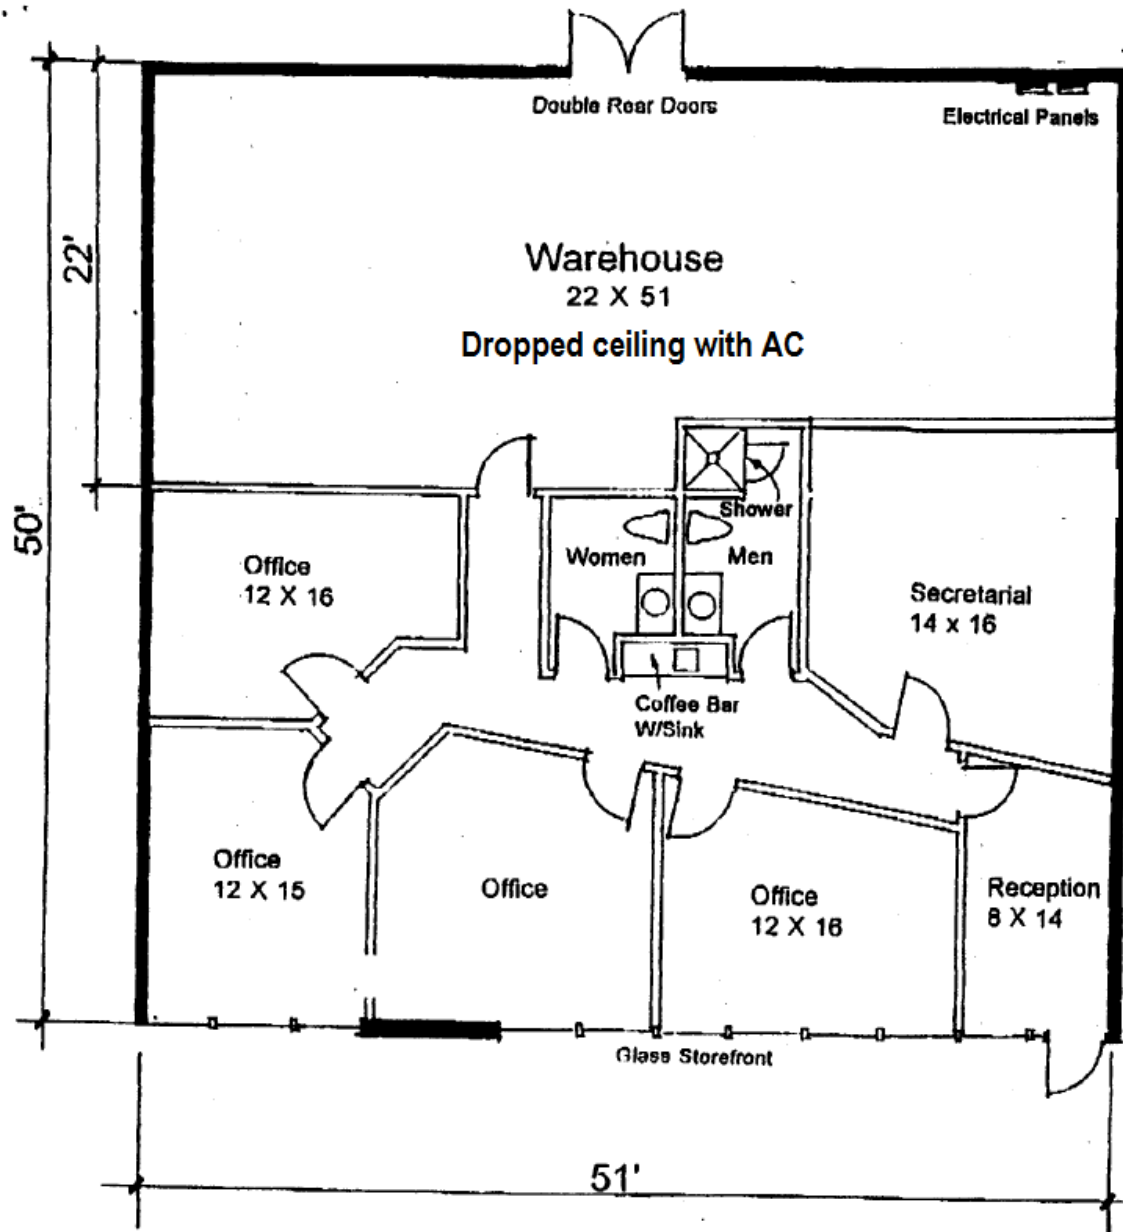 Double Rear Doors
Electrical Panels
22'
Warehouse
22 X 51
Dropped ceiling with AC
50'
Shower
Women
Men
Office
12 X 16
Secretarial
14 x 16
Coffee Bar
W/Sink
Office
12 X 15
Office
Office
12 X 16
Reception
8 X 14
Glass Storefront
51'